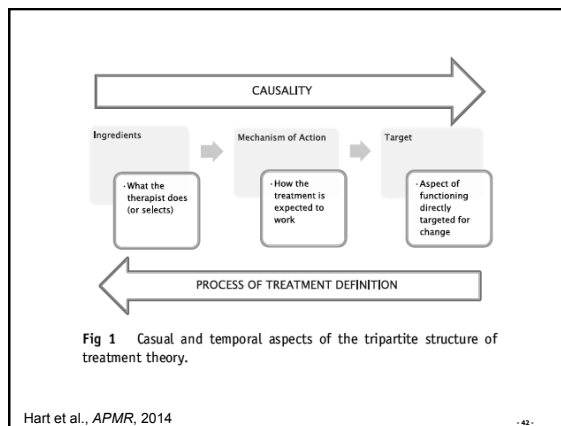 CAUSALITY
Ingredients
Mechanism of Action
Target
· What the
therapist does
(or selects)
· How the
treatment is
expected to
work
· Aspect of
functioning
directly
targeted for
change
PROCESS OF TREATMENT DEFINITION
Fig 1 Casual and temporal aspects of the tripartite structure of
treatment theory.
Hart et al., APMR, 2014
- 42 -